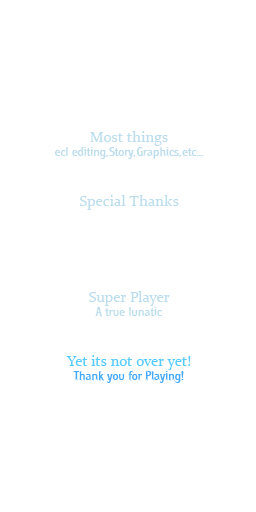 Most things
ecl editing,Story,Graphics,etc...
Special Thanks
Super Player
A true lunatic
Yet its not over yet!
Thank you for Playing!